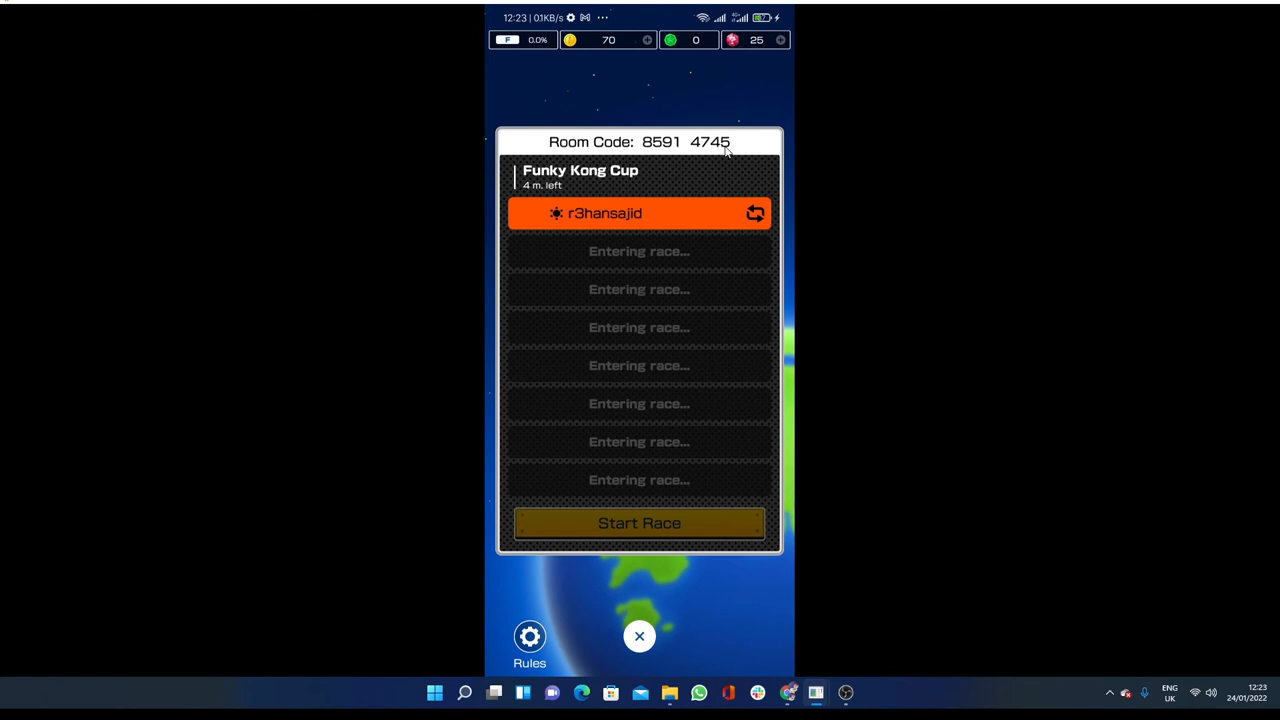 12:23 | 0.1KB/s ...
F 0.0% 70 0 25
Room Code: 8591 4745
Funky Kong Cup
4 m. left
r3hansajid
Entering race...
Entering race...
Entering race...
Entering race...
Entering race...
Entering race...
Entering race...
Start Race
Rules
ENG
UK
12:23
24/01/2022